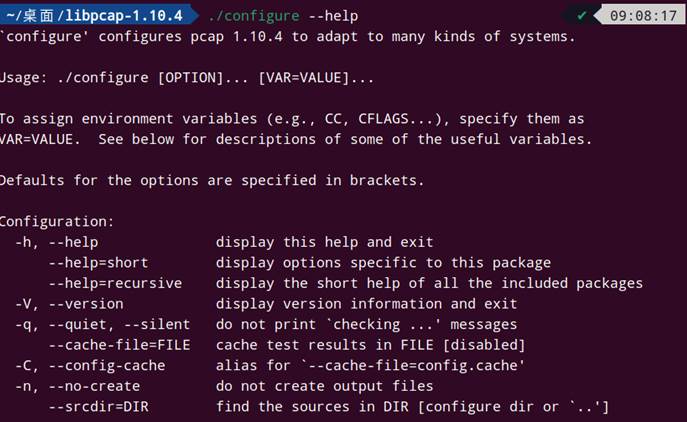 ~/桌面/libpcap-1.10.4 ./configure --help ✔ 09:08:17
`configure' configures pcap 1.10.4 to adapt to many kinds of systems.
Usage: ./configure [OPTION]... [VAR=VALUE]...
To assign environment variables (e.g., CC, CFLAGS...), specify them as
VAR=VALUE.  See below for descriptions of some of the useful variables.
Defaults for the options are specified in brackets.
Configuration:
  -h, --help              display this help and exit
      --help=short        display options specific to this package
      --help=recursive    display the short help of all the included packages
  -V, --version           display version information and exit
  -q, --quiet, --silent   do not print `checking ...' messages
      --cache-file=FILE   cache test results in FILE [disabled]
  -C, --config-cache      alias for `--cache-file=config.cache'
  -n, --no-create         do not create output files
      --srcdir=DIR        find the sources in DIR [configure dir or `..']